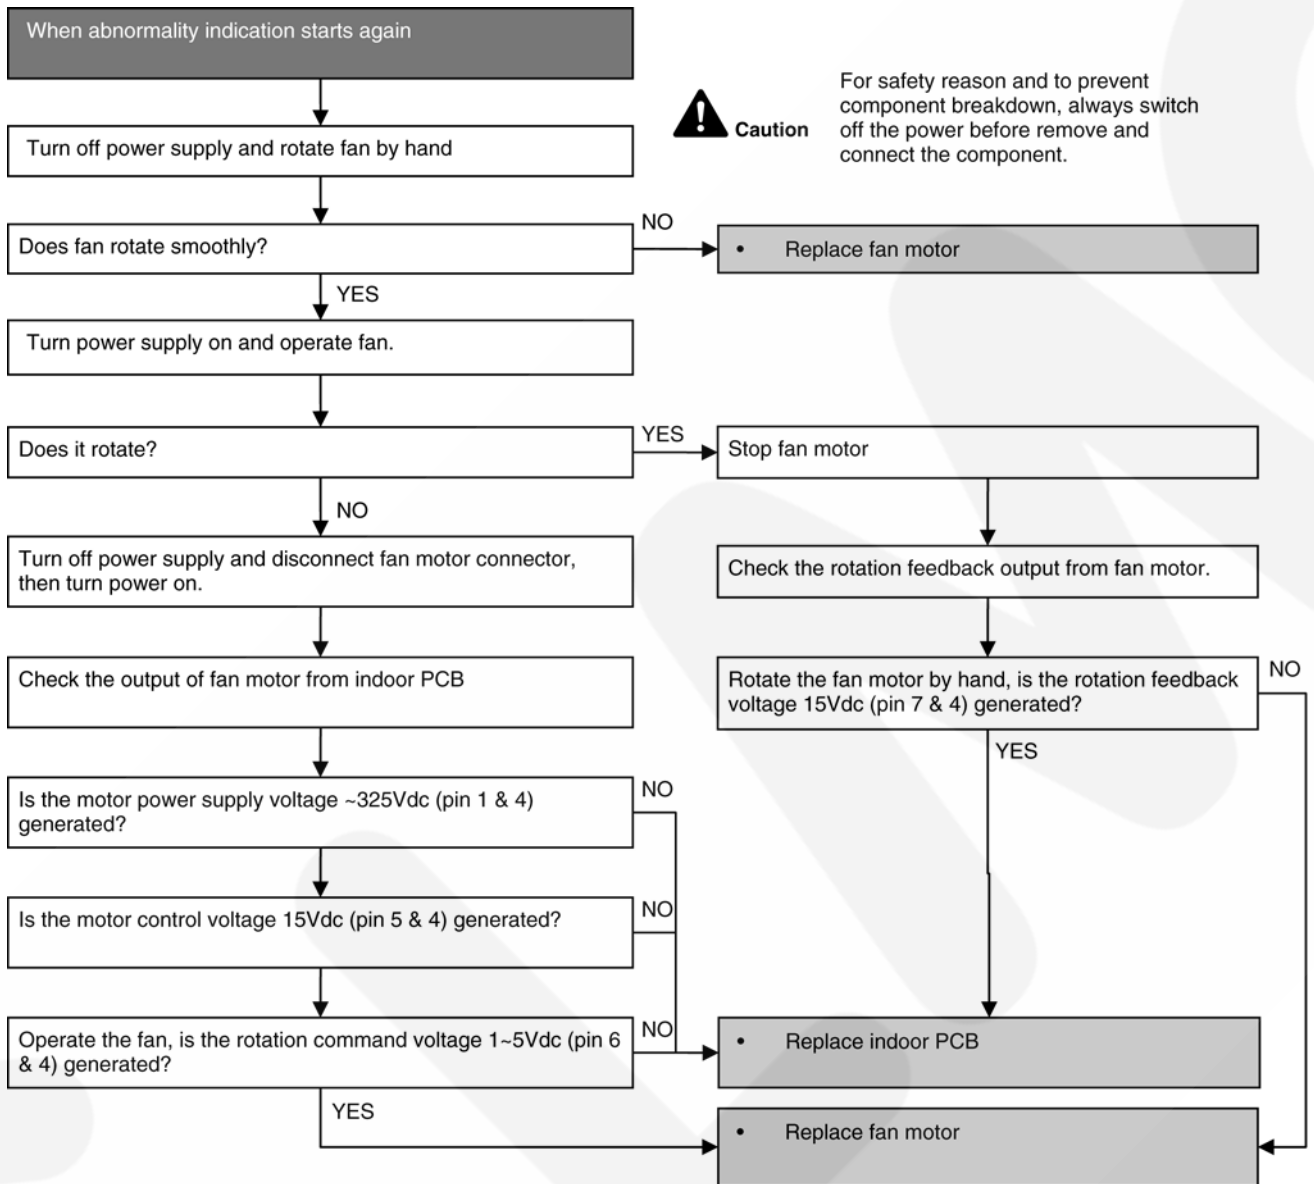 When abnormality indication starts again
For safety reason and to prevent
component breakdown, always switch
off the power before remove and
connect the component.
Caution
Turn off power supply and rotate fan by hand
Does fan rotate smoothly?
NO
• Replace fan motor
YES
Turn power supply on and operate fan.
Does it rotate?
YES
Stop fan motor
NO
Turn off power supply and disconnect fan motor connector,
then turn power on.
Check the rotation feedback output from fan motor.
Check the output of fan motor from indoor PCB
Rotate the fan motor by hand, is the rotation feedback
voltage 15Vdc (pin 7 & 4) generated?
NO
YES
Is the motor power supply voltage ~325Vdc (pin 1 & 4)
generated?
NO
Is the motor control voltage 15Vdc (pin 5 & 4) generated?
NO
Operate the fan, is the rotation command voltage 1~5Vdc (pin 6
& 4) generated?
NO
• Replace indoor PCB
YES
• Replace fan motor